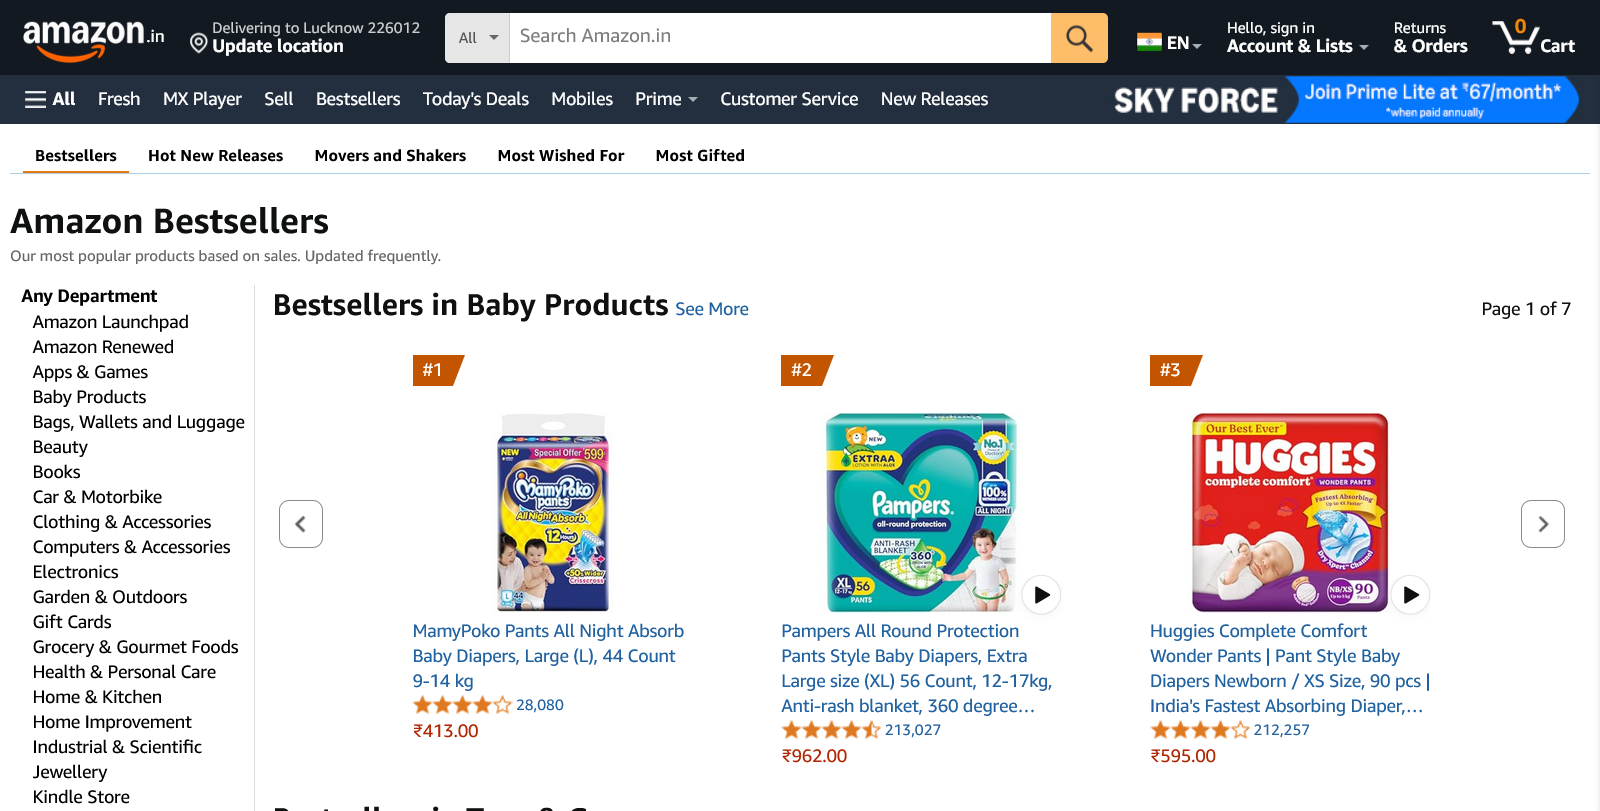 amazon.in
Delivering to Lucknow 226012
Update location
All
Search Amazon.in
EN
Hello, sign in
Account & Lists
Returns
& Orders
0
Cart
All
Fresh
MX Player
Sell
Bestsellers
Today's Deals
Mobiles
Prime
Customer Service
New Releases
SKY FORCE
Join Prime Lite at ₹67/month*
*when paid annually
Bestsellers
Hot New Releases
Movers and Shakers
Most Wished For
Most Gifted
Amazon Bestsellers
Our most popular products based on sales. Updated frequently.
Any Department
Amazon Launchpad
Amazon Renewed
Apps & Games
Baby Products
Bags, Wallets and Luggage
Beauty
Books
Car & Motorbike
Clothing & Accessories
Computers & Accessories
Electronics
Garden & Outdoors
Gift Cards
Grocery & Gourmet Foods
Health & Personal Care
Home & Kitchen
Home Improvement
Industrial & Scientific
Jewellery
Kindle Store
Bestsellers in Baby Products See More
Page 1 of 7
#1
NEW
Special Offer 599
MamyPoko
pants
All Night Absorb
12 Hours
+50% Wider
Crisscross
L 44
MamyPoko Pants All Night Absorb
Baby Diapers, Large (L), 44 Count
9-14 kg
28,080
₹413.00
#2
NEW
EXTRAA
LOTION WITH ALOE
No.1
Pampers.
all-round protection
100%
ALL NIGHT
ANTI-RASH
BLANKET
360°
XL 56
12-17 kg
PANTS
Pampers All Round Protection
Pants Style Baby Diapers, Extra
Large size (XL) 56 Count, 12-17kg,
Anti-rash blanket, 360 degree…
213,027
₹962.00
#3
Our Best Ever
HUGGIES
complete comfort
WONDER PANTS
Fastest Absorbing
Up to 4X Faster
Dry Xpert Channel
NB/XS 90
Up to 5 kg
Pants
Huggies Complete Comfort
Wonder Pants | Pant Style Baby
Diapers Newborn / XS Size, 90 pcs |
India's Fastest Absorbing Diaper,…
212,257
₹595.00